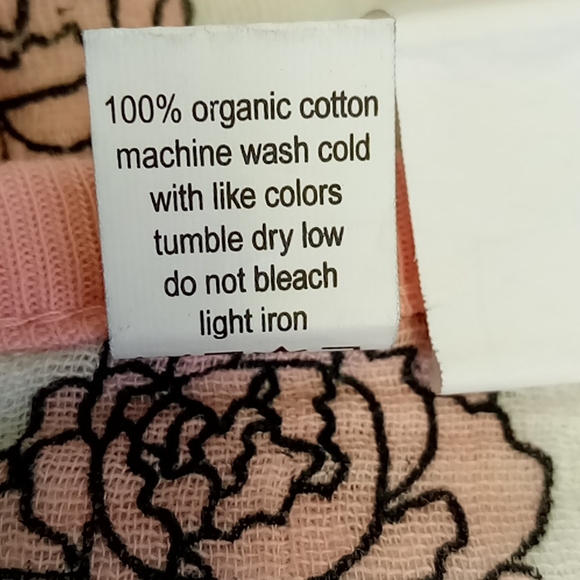 100% organic cotton
machine wash cold
with like colors
tumble dry low
do not bleach
light iron